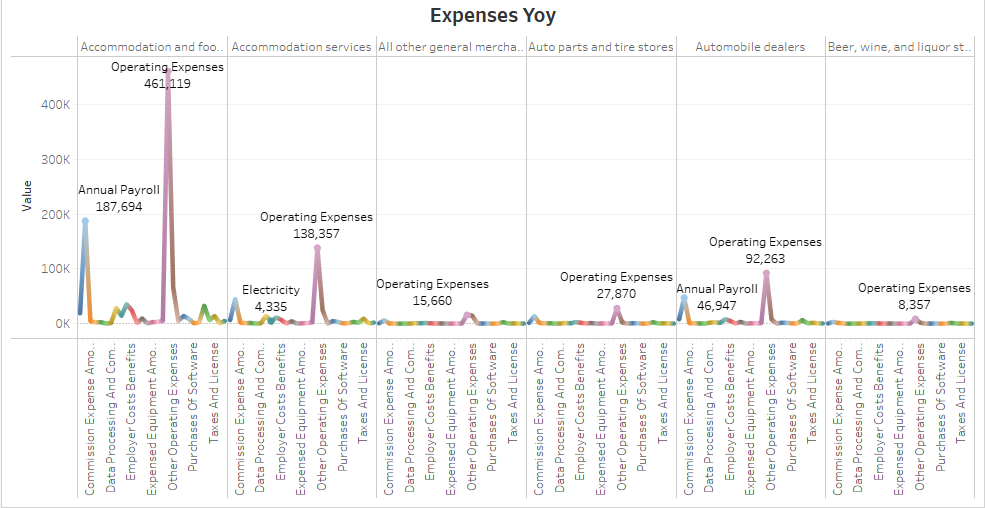 Expenses Yoy
Accommodation and foo..
Accommodation services
All other general mercha..
Auto parts and tire stores
Automobile dealers
Beer, wine, and liquor st..
Value
400K
300K
200K
100K
0K
Operating Expenses
461,119
Annual Payroll
187,694
Operating Expenses
138,357
Electricity
4,335
Operating Expenses
15,660
Operating Expenses
27,870
Operating Expenses
92,263
Annual Payroll
46,947
Operating Expenses
8,357
Commission Expense Amo..
Data Processing And Com..
Employer Costs Benefits
Expensed Equipment Amo..
Other Operating Expenses
Purchases Of Software
Taxes And License
Commission Expense Amo..
Data Processing And Com..
Employer Costs Benefits
Expensed Equipment Amo..
Other Operating Expenses
Purchases Of Software
Taxes And License
Commission Expense Amo..
Data Processing And Com..
Employer Costs Benefits
Expensed Equipment Amo..
Other Operating Expenses
Purchases Of Software
Taxes And License
Commission Expense Amo..
Data Processing And Com..
Employer Costs Benefits
Expensed Equipment Amo..
Other Operating Expenses
Purchases Of Software
Taxes And License
Commission Expense Amo..
Data Processing And Com..
Employer Costs Benefits
Expensed Equipment Amo..
Other Operating Expenses
Purchases Of Software
Taxes And License
Commission Expense Amo..
Data Processing And Com..
Employer Costs Benefits
Expensed Equipment Amo..
Other Operating Expenses
Purchases Of Software
Taxes And License